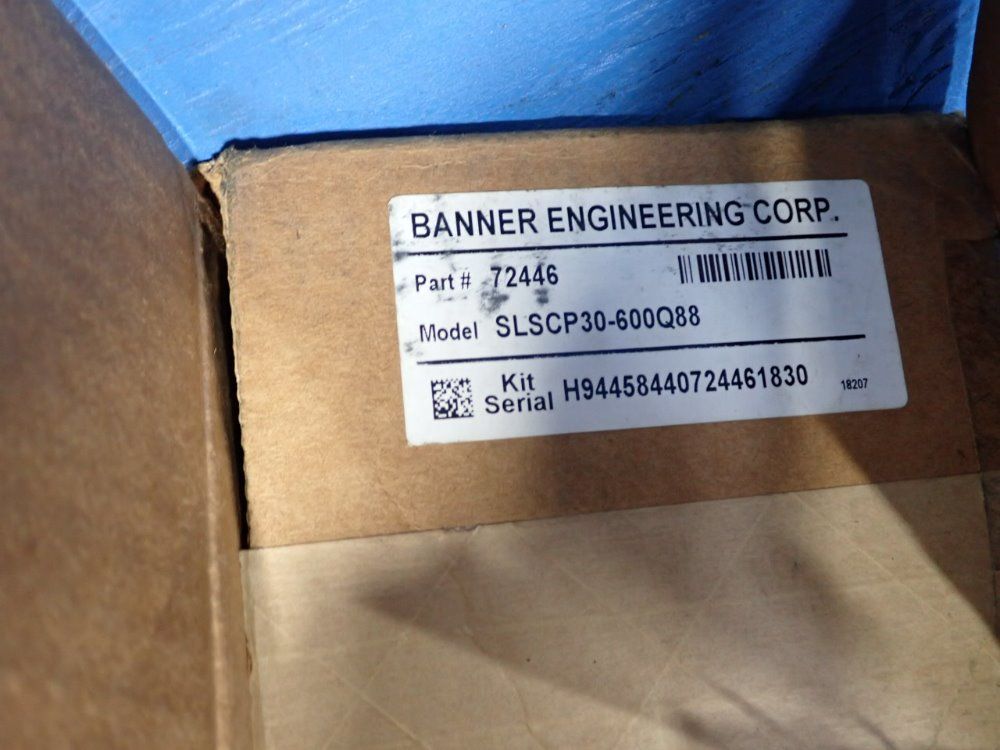 BANNER ENGINEERING CORP.
Part # 72446
Model SLSCP30-600Q88
Kit Serial H94458440724461830
18207